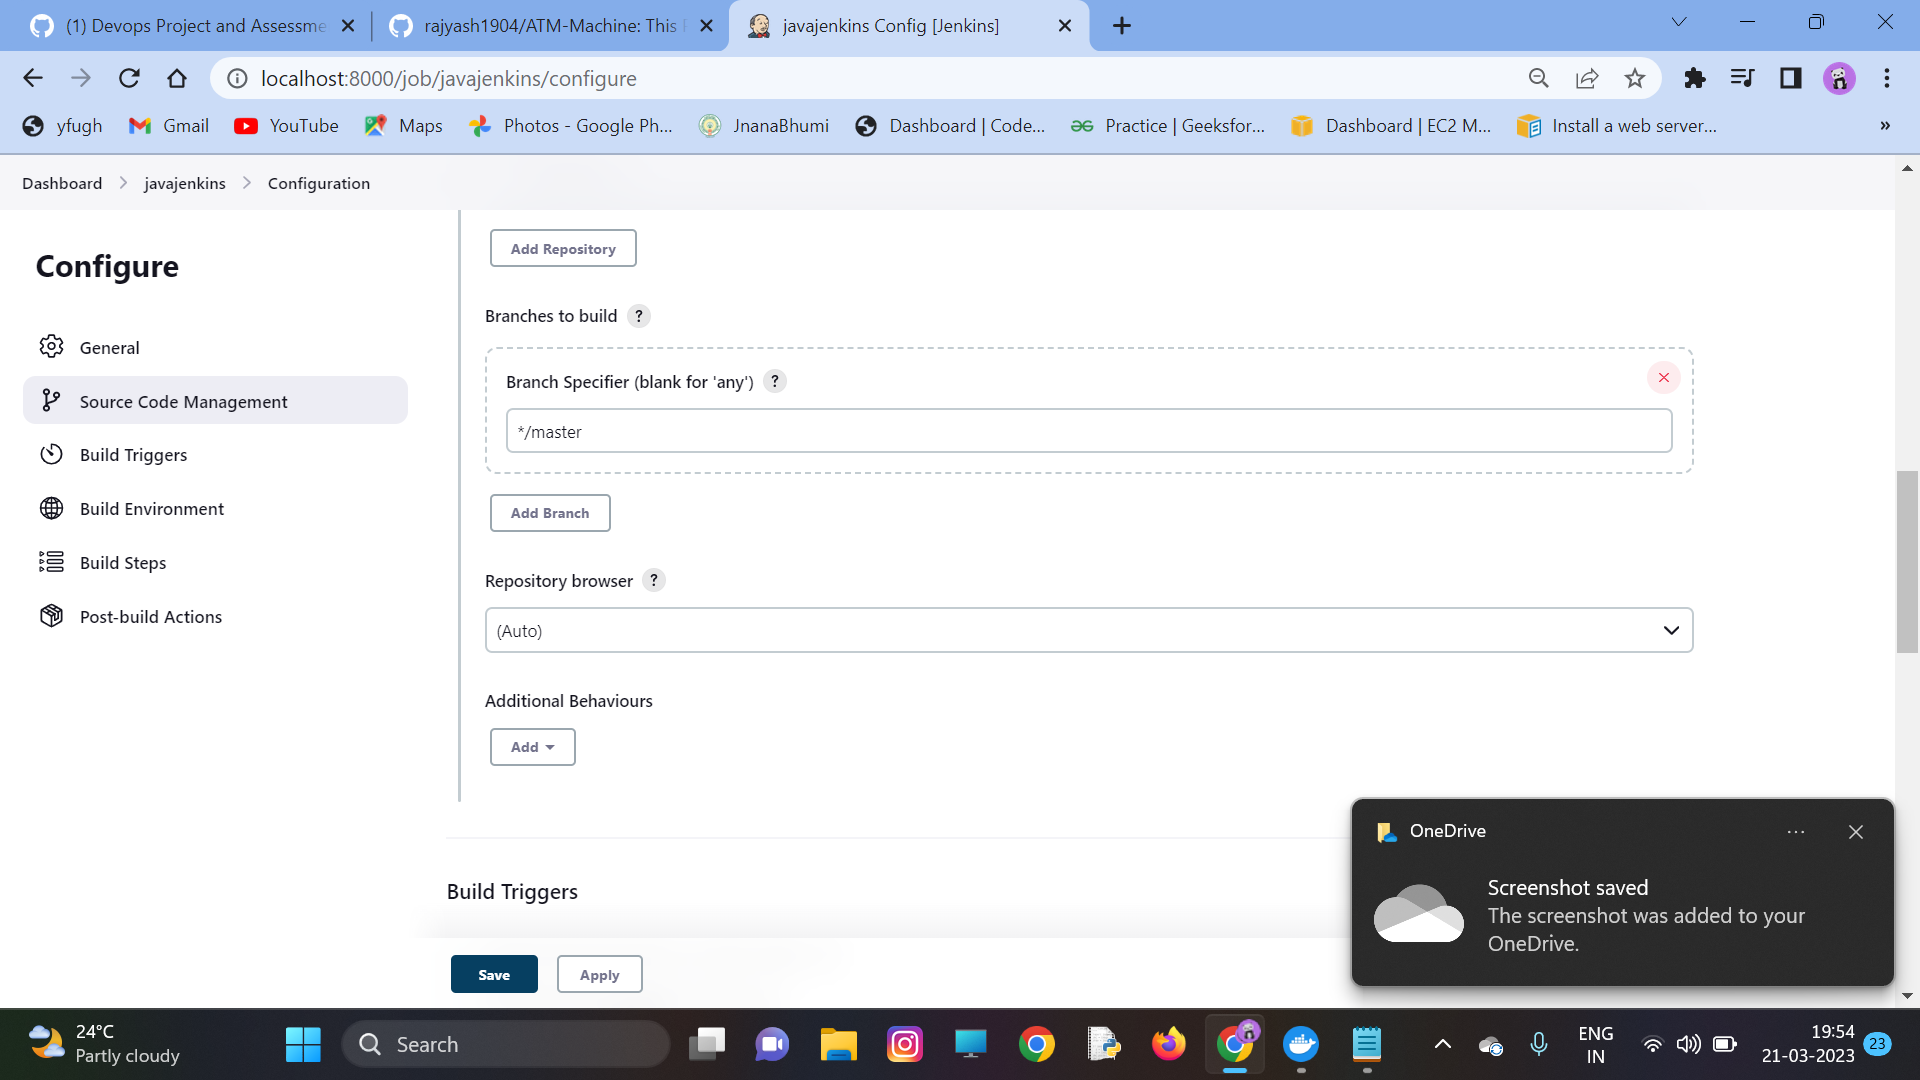 (1) Devops Project and Assessme
rajyash1904/ATM-Machine: This
javajenkins Config [Jenkins]
localhost:8000/job/javajenkins/configure
yfugh
Gmail
YouTube
Maps
Photos - Google Ph...
JnanaBhumi
Dashboard | Code...
Practice | Geeksfor...
Dashboard | EC2 M...
Install a web server...
»
Dashboard
javajenkins
Configuration
Configure
General
Source Code Management
Build Triggers
Build Environment
Build Steps
Post-build Actions
Add Repository
Branches to build ?
Branch Specifier (blank for 'any') ?
*/master
Add Branch
Repository browser ?
(Auto)
Additional Behaviours
Add
Build Triggers
Save
Apply
OneDrive
Screenshot saved
The screenshot was added to your
OneDrive.
24°C
Partly cloudy
Search
ENG
IN
19:54
21-03-2023
23